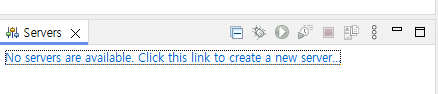 Servers
No servers are available. Click this link to create a new server...